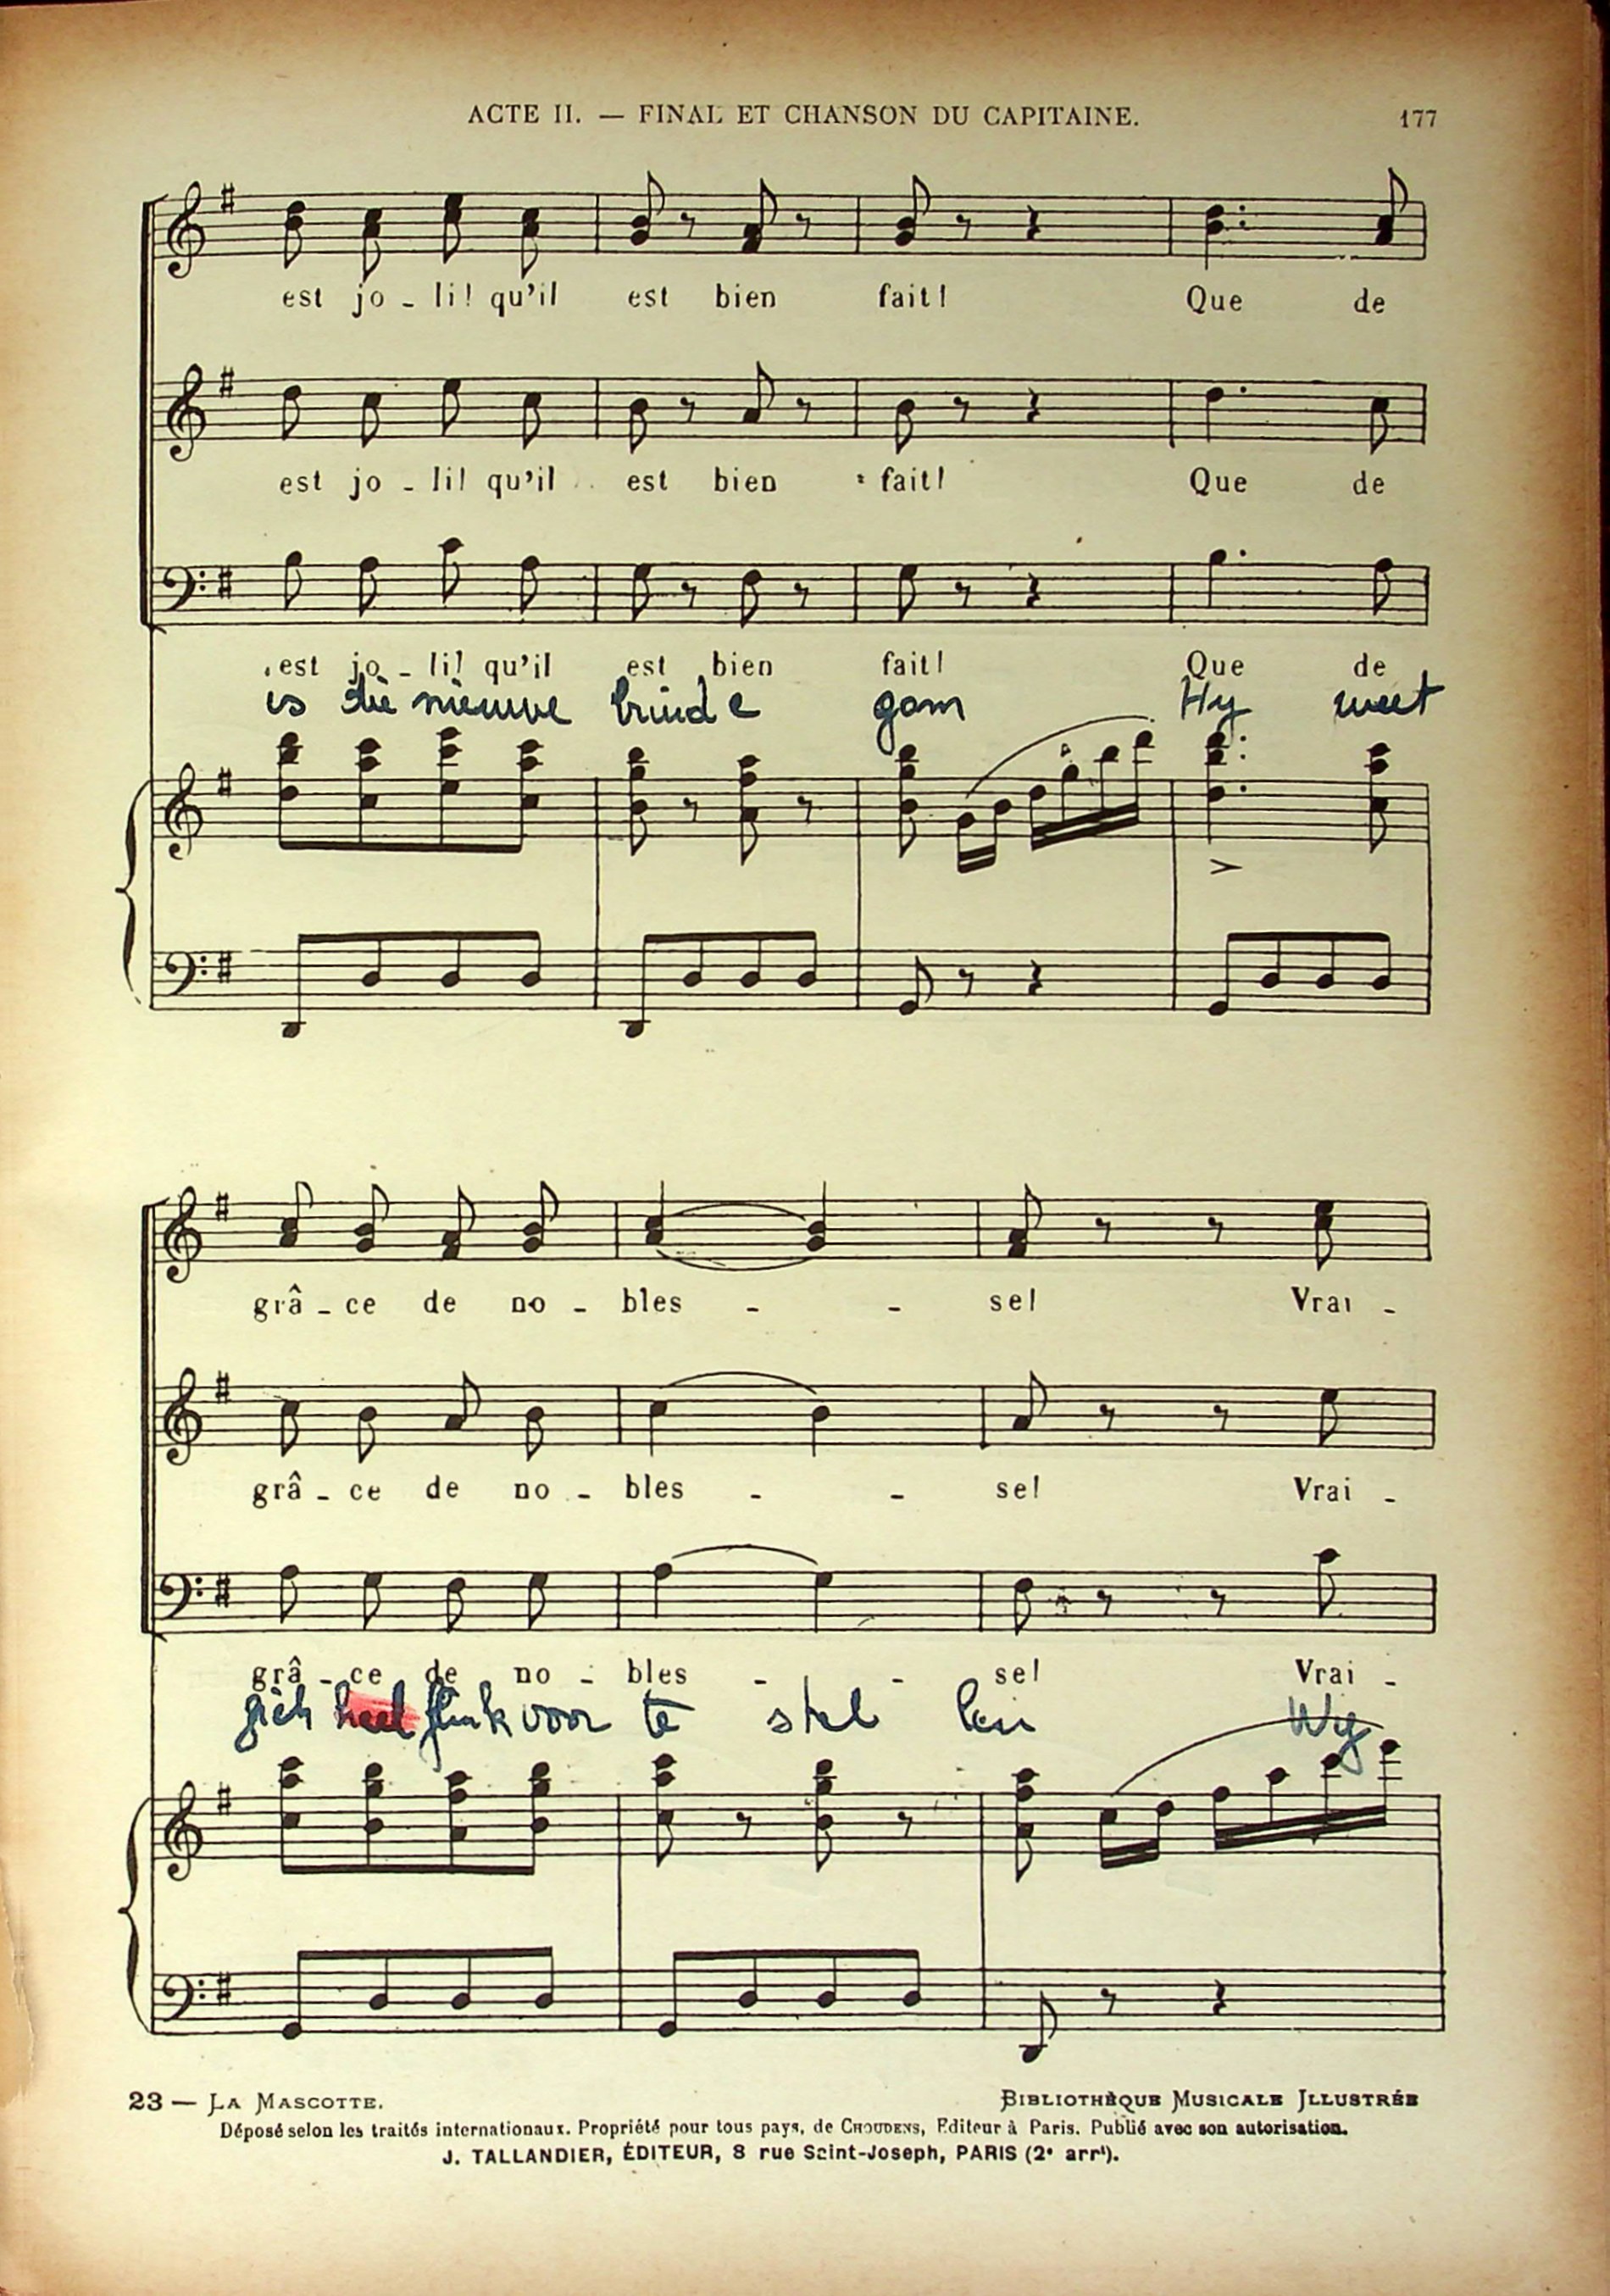 ACTE II. — FINAL ET CHANSON DU CAPITAINE. 177
est jo - li! qu'il est bien fait! Que de
est jo - li! qu'il est bien fait! Que de
est jo - li! qu'il est bien fait! Que de
is die nieuwe bruid e gom Hy weet
grâ - ce de no - bles - - se! Vrai -
grâ - ce de no - bles - - se! Vrai -
grâ - ce de no - bles - - se! Vrai -
zich heel flink voor te stel len Wy
23 — LA MASCOTTE. BIBLIOTHÈQUE MUSICALE ILLUSTRÉE
Déposé selon les traités internationaux. Propriété pour tous pays, de CHOUDENS, Editeur à Paris. Publié avec son autorisation.
J. TALLANDIER, ÉDITEUR, 8 rue Saint-Joseph, PARIS (2e arrt).